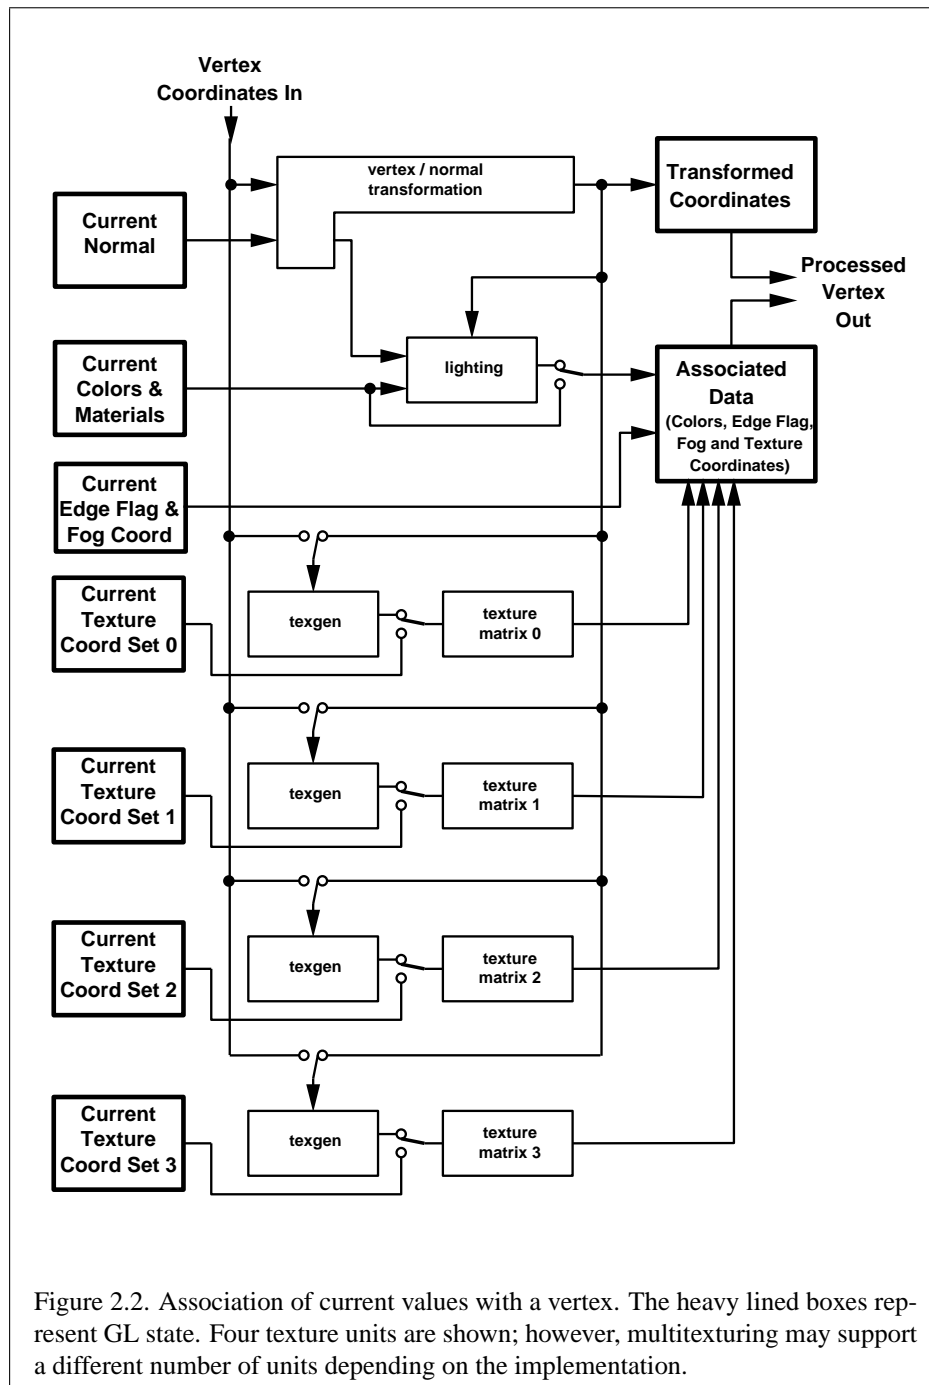 Vertex
Coordinates In
vertex / normal
transformation
Transformed
Coordinates
Current
Normal
Processed
Vertex
Out
Current
Colors &
Materials
lighting
Associated
Data
(Colors, Edge Flag,
Fog and Texture
Coordinates)
Current
Edge Flag &
Fog Coord
Current
Texture
Coord Set 0
texgen
texture
matrix 0
Current
Texture
Coord Set 1
texgen
texture
matrix 1
Current
Texture
Coord Set 2
texgen
texture
matrix 2
Current
Texture
Coord Set 3
texgen
texture
matrix 3
Figure 2.2. Association of current values with a vertex. The heavy lined boxes rep-
resent GL state. Four texture units are shown; however, multitexturing may support
a different number of units depending on the implementation.